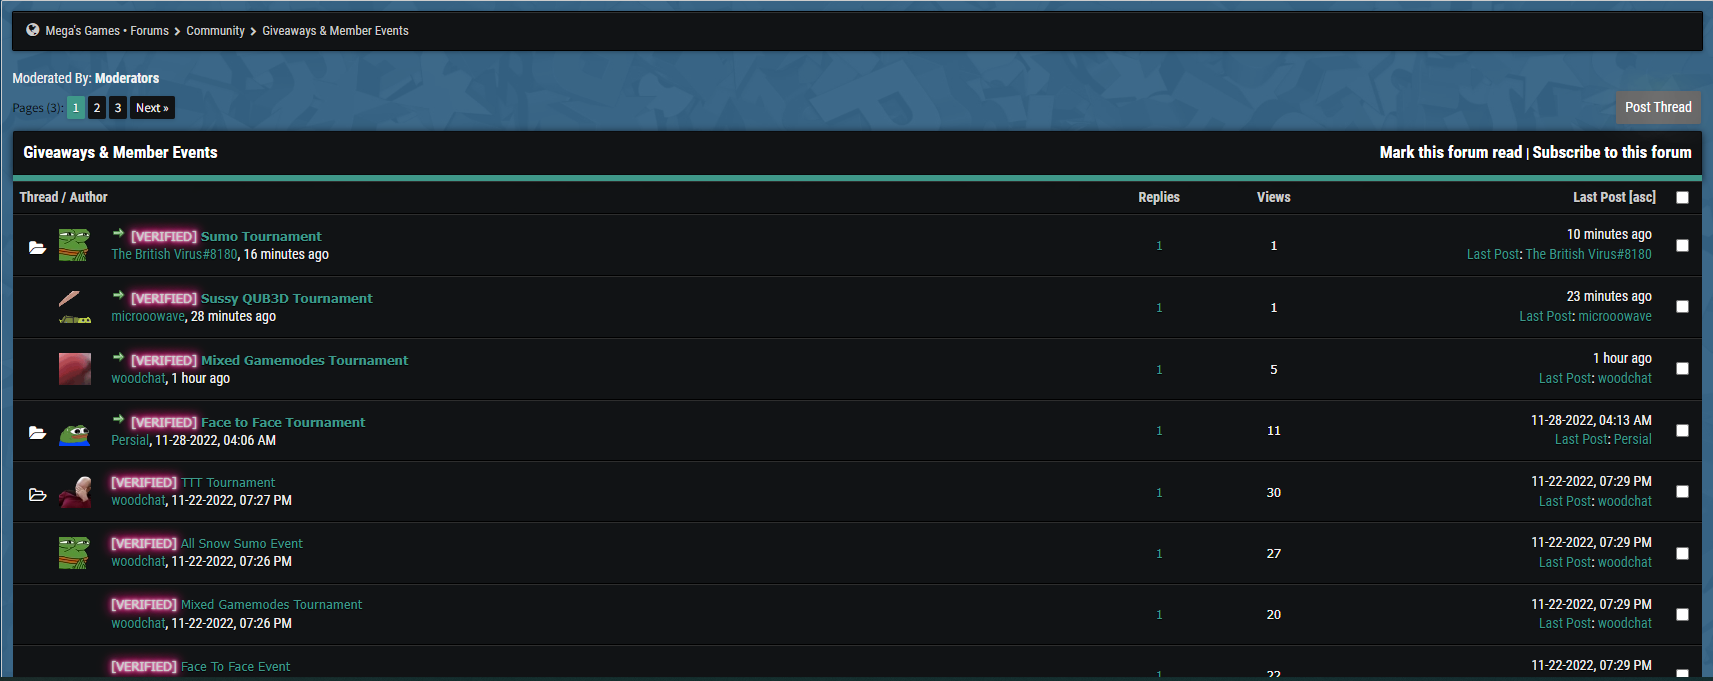 Mega's Games • Forums > Community > Giveaways & Member Events
Moderated By: Moderators
Pages (3): 1 2 3 Next »
Post Thread
Giveaways & Member Events
Mark this forum read | Subscribe to this forum
Thread / Author Replies Views Last Post [asc]
[VERIFIED] Sumo Tournament
The British Virus#8180, 16 minutes ago
1
1
10 minutes ago
Last Post: The British Virus#8180
[VERIFIED] Sussy QUB3D Tournament
microoowave, 28 minutes ago
1
1
23 minutes ago
Last Post: microoowave
[VERIFIED] Mixed Gamemodes Tournament
woodchat, 1 hour ago
1
5
1 hour ago
Last Post: woodchat
[VERIFIED] Face to Face Tournament
Persial, 11-28-2022, 04:06 AM
1
11
11-28-2022, 04:13 AM
Last Post: Persial
[VERIFIED] TTT Tournament
woodchat, 11-22-2022, 07:27 PM
1
30
11-22-2022, 07:29 PM
Last Post: woodchat
[VERIFIED] All Snow Sumo Event
woodchat, 11-22-2022, 07:26 PM
1
27
11-22-2022, 07:29 PM
Last Post: woodchat
[VERIFIED] Mixed Gamemodes Tournament
woodchat, 11-22-2022, 07:26 PM
1
20
11-22-2022, 07:29 PM
Last Post: woodchat
[VERIFIED] Face To Face Event
1
22
11-22-2022, 07:29 PM